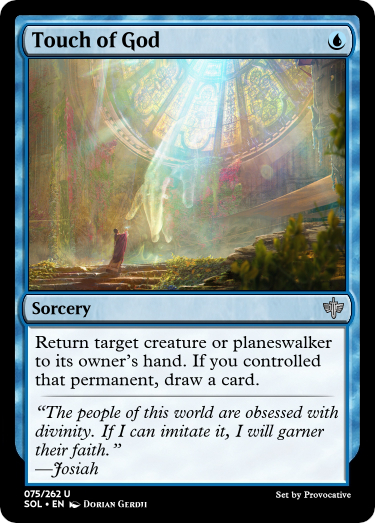 Touch of God
Sorcery
Return target creature or planeswalker
to its owner's hand. If you controlled
that permanent, draw a card.
“The people of this world are obsessed with
divinity. If I can imitate it, I will garner
their faith.”
—Josiah
075/262 U
SOL • EN Dorian Gerdji
Set by Provocative